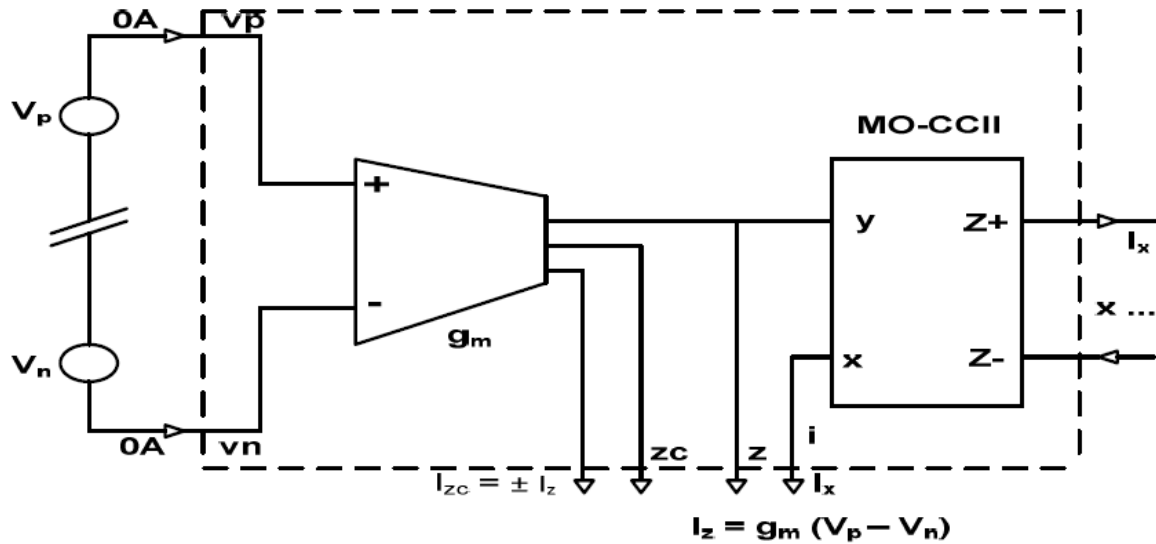 0A
vp
Vp
MO-CCII
+
y
Z+
Ix
-
gm
x ...
Vn
x
Z-
i
0A
vn
zc
z
Izc = ± Iz
Ix
Iz = gm (Vp – Vn)